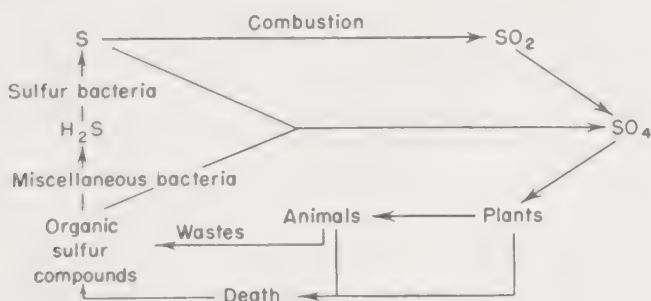 Combustion
S
SO2
Sulfur bacteria
H2S
SO4
Miscellaneous bacteria
Organic
sulfur
compounds
Wastes
Animals
Plants
Death